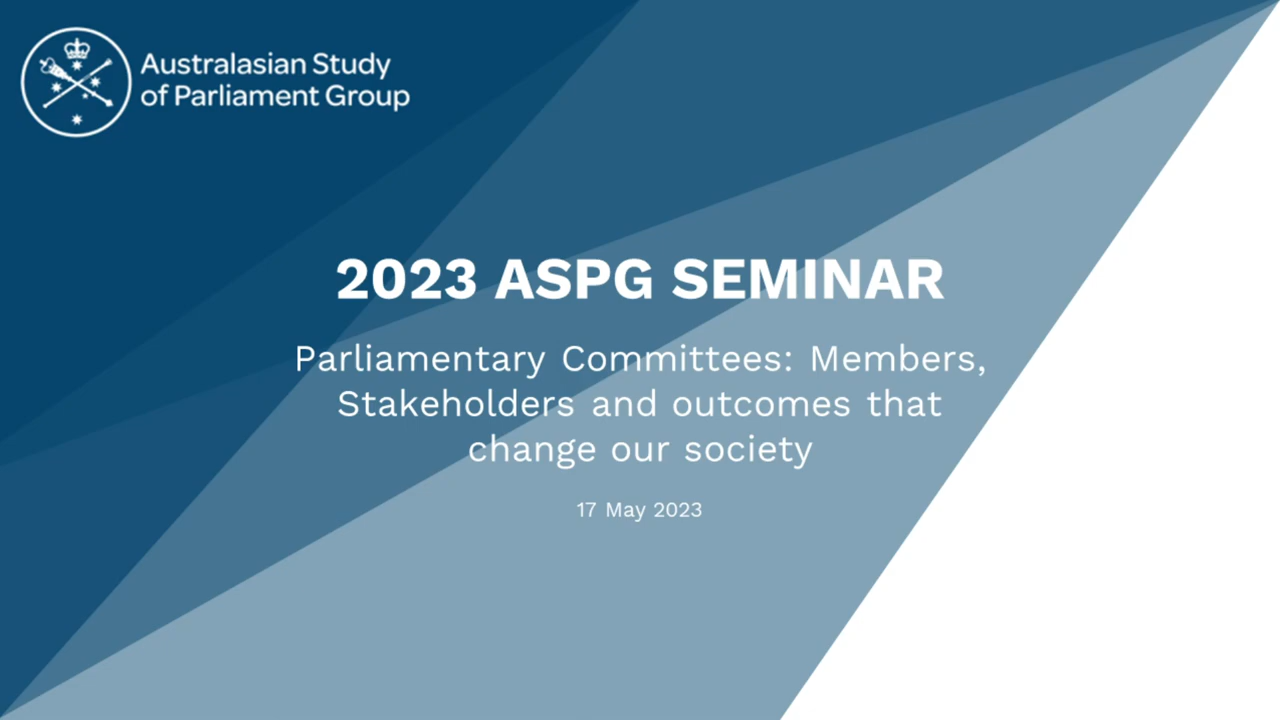 Australasian Study
of Parliament Group
2023 ASPG SEMINAR
Parliamentary Committees: Members,
Stakeholders and outcomes that
change our society
17 May 2023